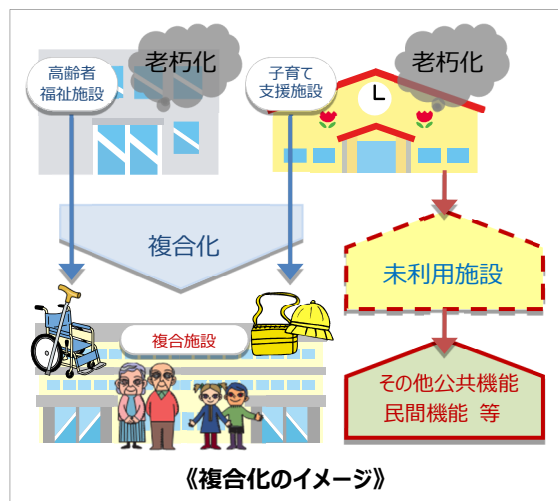 老朽化
老朽化
高齢者
福祉施設
子育て
支援施設
複合化
未利用施設
複合施設
その他公共機能
民間機能 等
《複合化のイメージ》